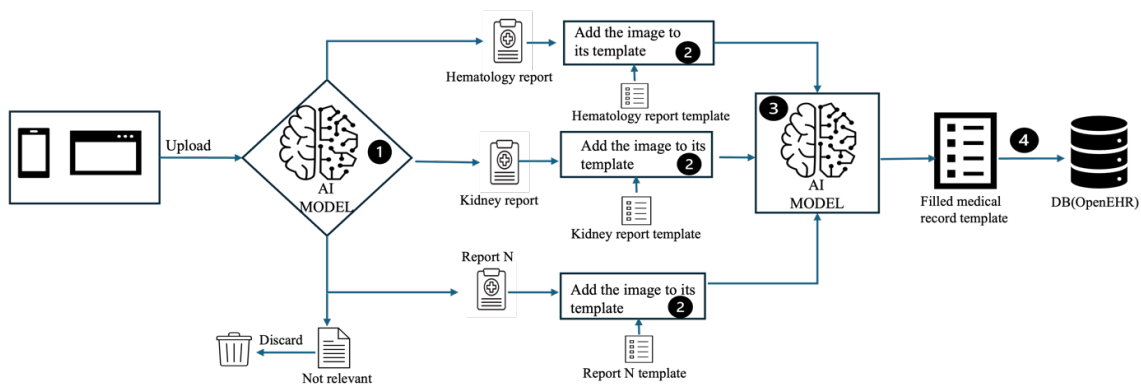 Upload
AI
MODEL
1
Hematology report
Add the image to
its template
2
Hematology report template
Kidney report
Add the image to its
template
2
Kidney report template
Report N
Add the image to its
template
2
Report N template
Not relevant
Discard
3
AI
MODEL
Filled medical
record template
4
DB(OpenEHR)